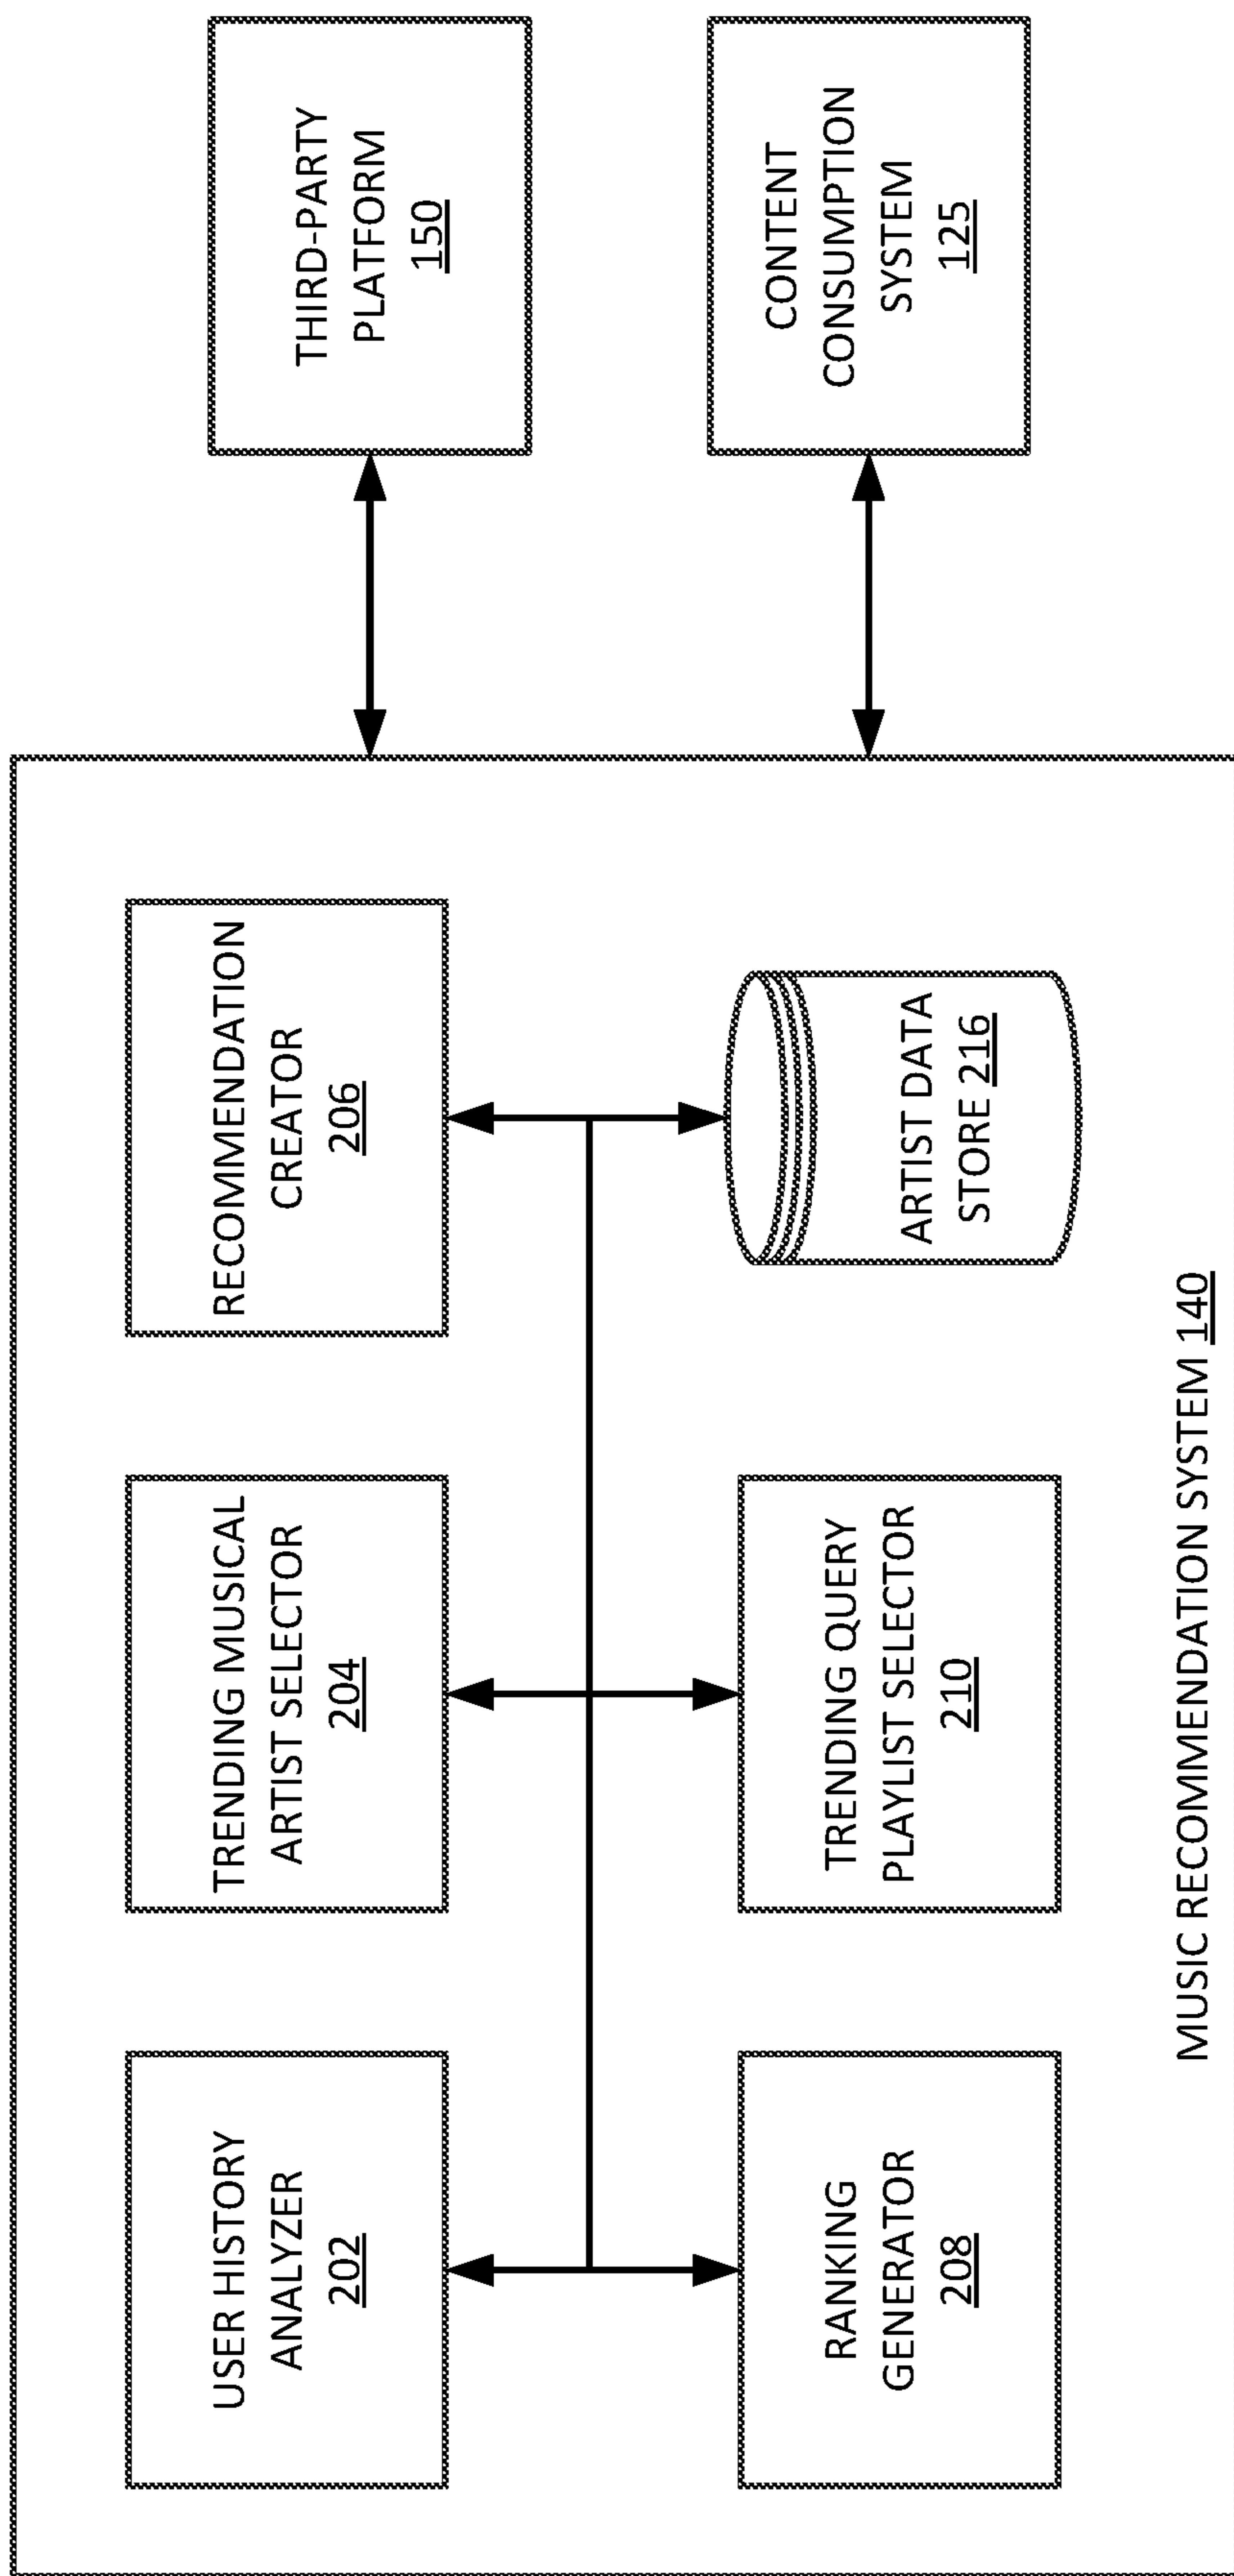 USER HISTORY
ANALYZER
202
TRENDING MUSICAL
ARTIST SELECTOR
204
RECOMMENDATION
CREATOR
206
THIRD-PARTY
PLATFORM
150
RANKING
GENERATOR
208
TRENDING QUERY
PLAYLIST SELECTOR
210
ARTIST DATA
STORE 216
CONTENT
CONSUMPTION
SYSTEM
125
MUSIC RECOMMENDATION SYSTEM 140